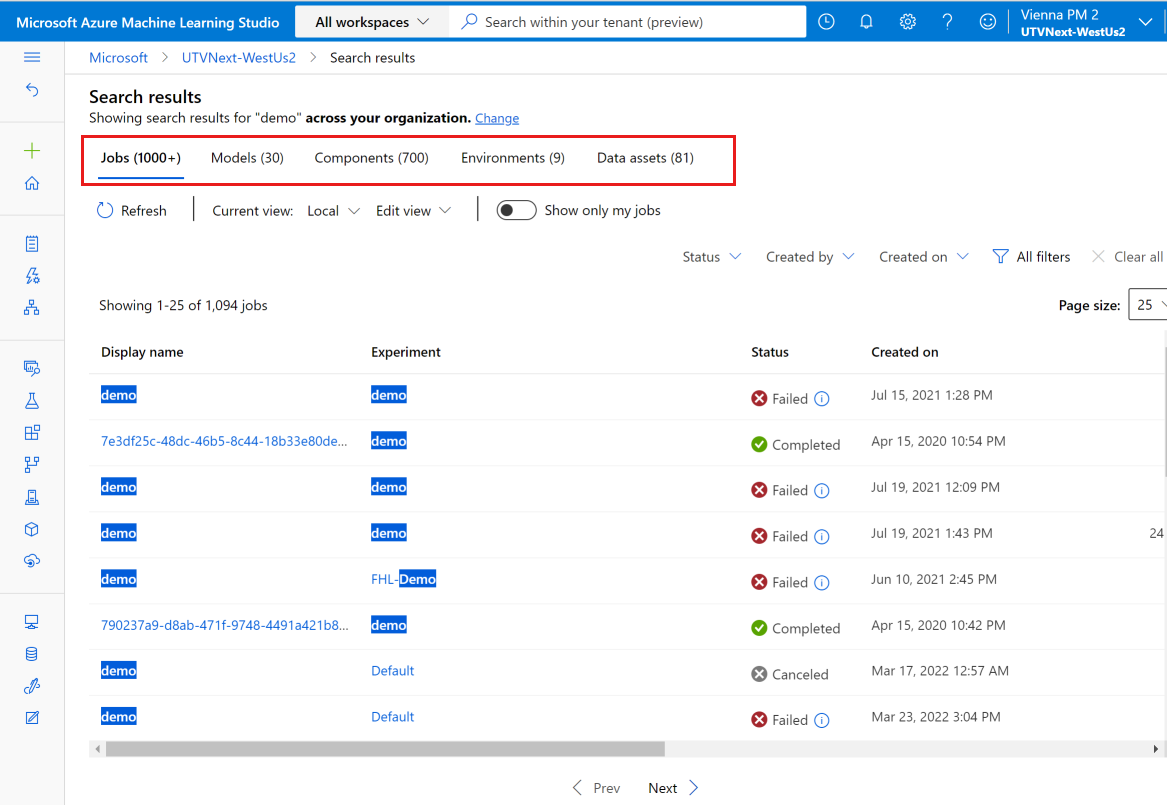 Microsoft Azure Machine Learning Studio All workspaces Search within your tenant (preview) Vienna PM 2
UTVNext-WestUs2
Microsoft > UTVNext-WestUs2 > Search results
Search results
Showing search results for "demo" across your organization. Change
Jobs (1000+) Models (30) Components (700) Environments (9) Data assets (81)
Refresh Current view: Local Edit view Show only my jobs
Status Created by Created on All filters Clear all
Showing 1-25 of 1,094 jobs Page size: 25
Display name Experiment Status Created on
demo demo Failed Jul 15, 2021 1:28 PM
7e3df25c-48dc-46b5-8c44-18b33e80de... demo Completed Apr 15, 2020 10:54 PM
demo demo Failed Jul 19, 2021 12:09 PM
demo demo Failed Jul 19, 2021 1:43 PM 24
demo FHL-Demo Failed Jun 10, 2021 2:45 PM
790237a9-d8ab-471f-9748-4491a421b8... demo Completed Apr 15, 2020 10:42 PM
demo Default Canceled Mar 17, 2022 12:57 AM
demo Default Failed Mar 23, 2022 3:04 PM
Prev Next